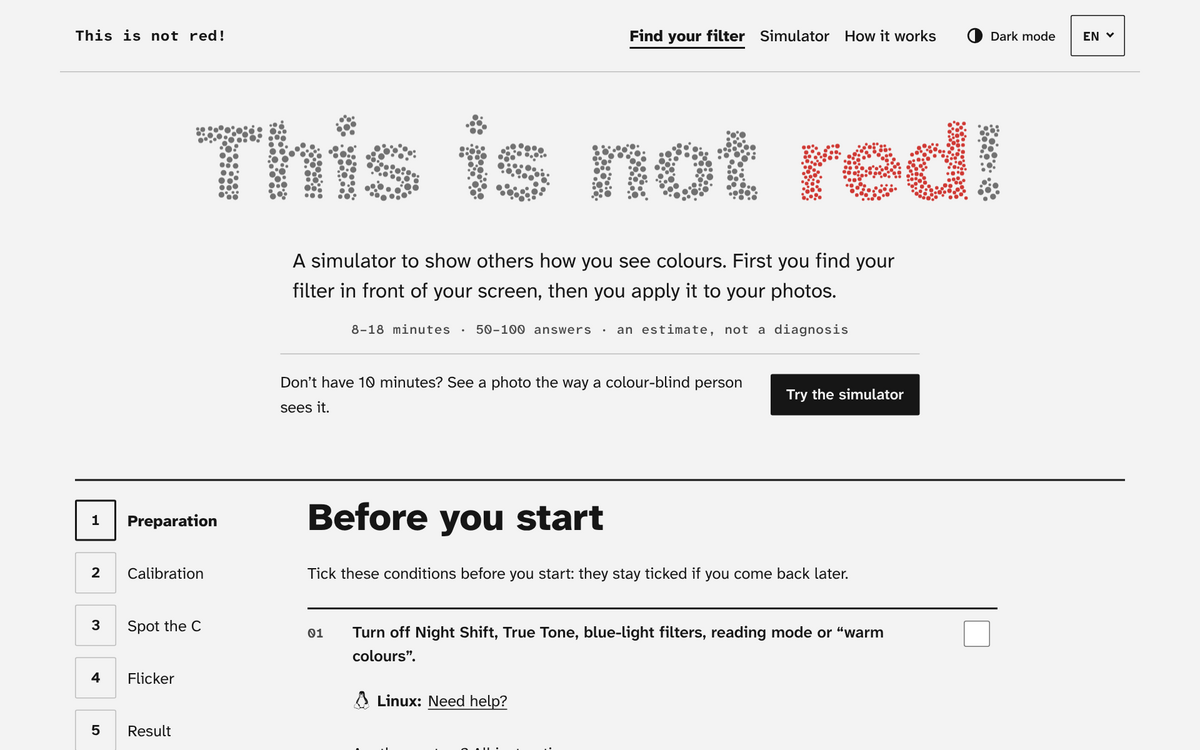 This is not red!
Find your filter
Simulator
How it works
Dark mode
EN
This is not red!
A simulator to show others how you see colours. First you find your
filter in front of your screen, then you apply it to your photos.
8–18 minutes · 50–100 answers · an estimate, not a diagnosis
Don’t have 10 minutes? See a photo the way a colour-blind person
sees it.
Try the simulator
1 Preparation
2 Calibration
3 Spot the C
4 Flicker
5 Result
Before you start
Tick these conditions before you start: they stay ticked if you come back later.
01 Turn off Night Shift, True Tone, blue-light filters, reading mode or “warm
colours”.
Linux: Need help?